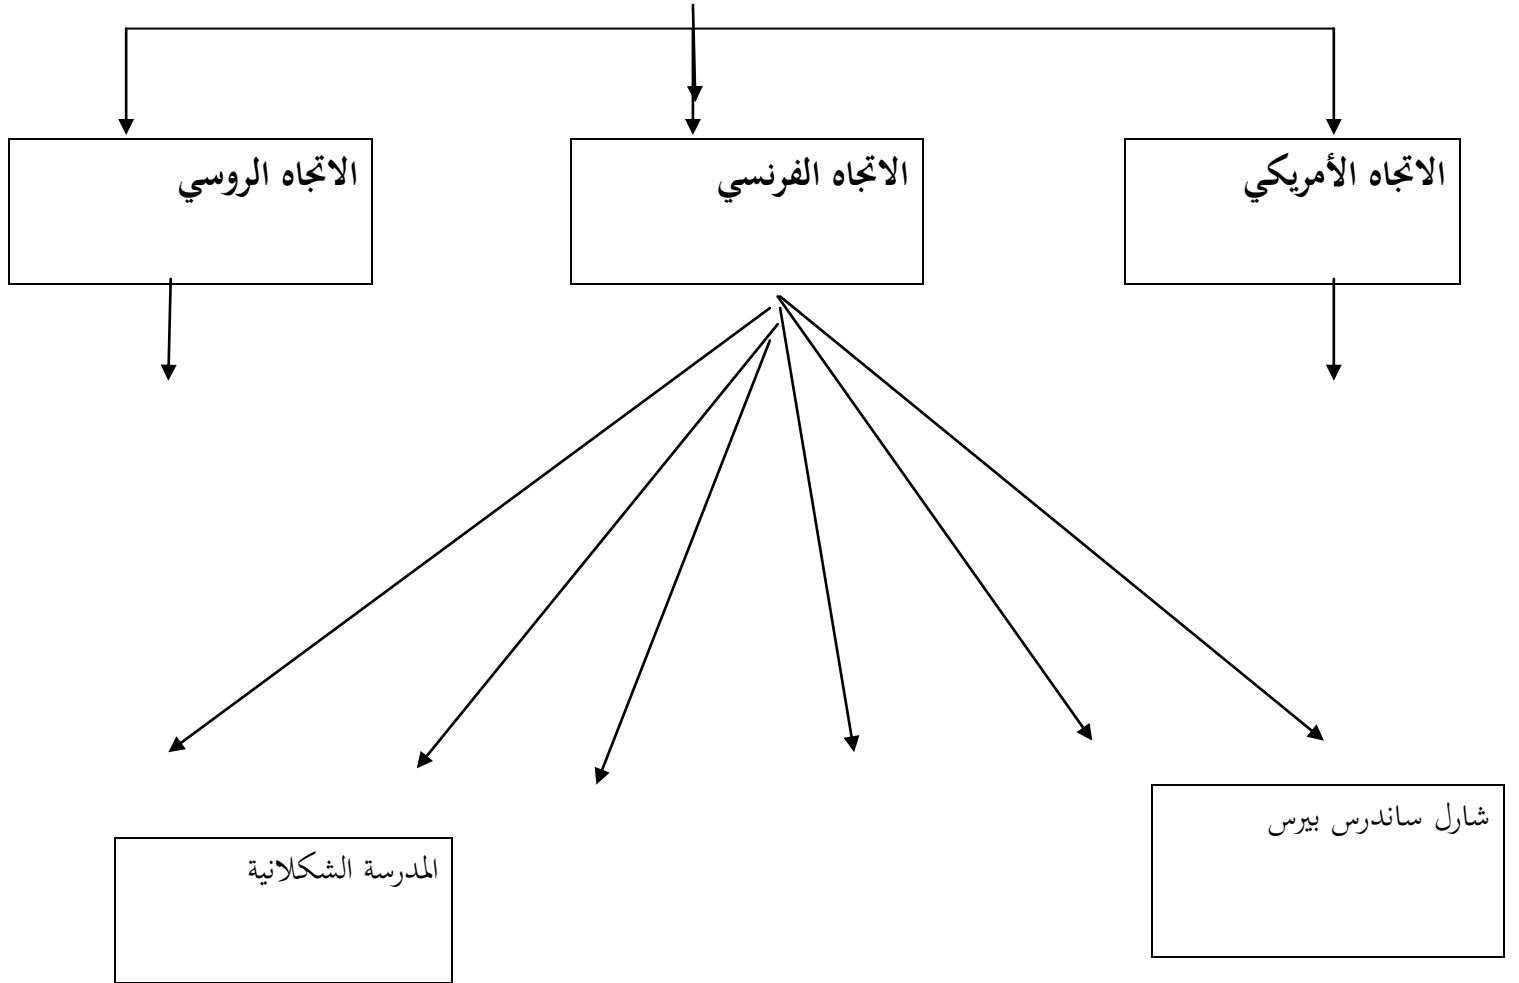 الاتجاه الأمريكي
الاتجاه الفرنسي
الاتجاه الروسي
شارل ساندرس بيرس
المدرسة الشكلانية